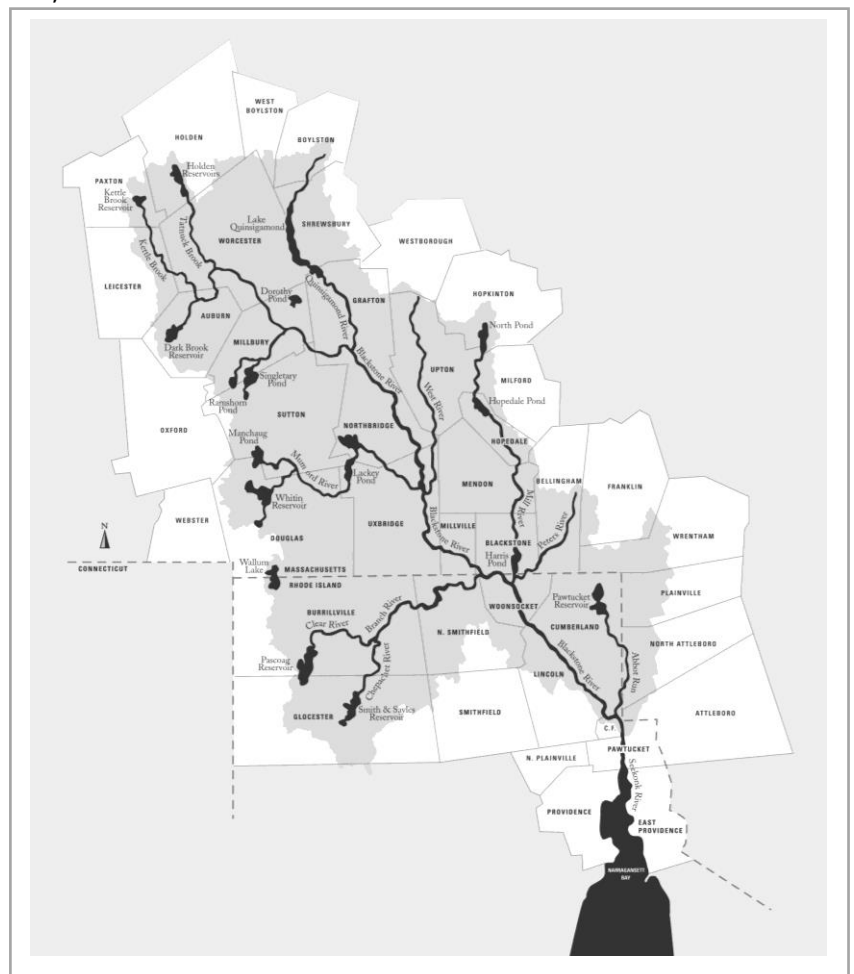 WEST
BOYLSTON
HOLDEN
BOYLSTON
PAXTON
Holden
Reservoirs
Kettle
Brook
Reservoir
Tatnuck Brook
Lake
Quinsigamond
SHREWSBURY
WORCESTER
WESTBOROUGH
Kettle Brook
LEICESTER
Quinsigamond River
HOPKINTON
Dorothy
Pond
GRAFTON
AUBURN
North Pond
MILLBURY
Dark Brook
Reservoir
UPTON
Blackstone River
West River
MILFORD
Singletary
Pond
Ramshorn
Pond
Hopedale Pond
SUTTON
OXFORD
NORTHBRIDGE
Manchaug
Pond
HOPEDALE
Mumford River
Lackey
Pond
MENDON
BELLINGHAM
FRANKLIN
Whitin
Reservoir
Mill River
WEBSTER
UXBRIDGE
Blackstone River
MILLVILLE
Peters River
N
DOUGLAS
BLACKSTONE
WRENTHAM
Harris
Pond
Wallum
Lake
CONNECTICUT
MASSACHUSETTS
RHODE ISLAND
PLAINVILLE
Pawtucket
Reservoir
WOONSOCKET
BURRILLVILLE
Clear River
Branch River
CUMBERLAND
N. SMITHFIELD
NORTH ATTLEBORO
Pascoag
Reservoir
Chepachet River
Blackstone River
Abbot Run
LINCOLN
Smith & Sayles
Reservoir
GLOCESTER
SMITHFIELD
ATTLEBORO
C.F.
PAWTUCKET
N. PLAINVILLE
Seekonk River
PROVIDENCE
EAST
PROVIDENCE
NARRAGANSETT
BAY